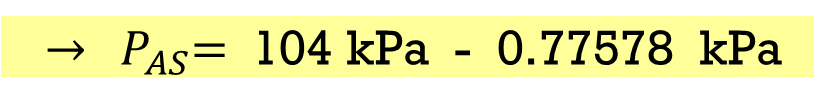 → P_AS = 104 kPa - 0.77578 kPa